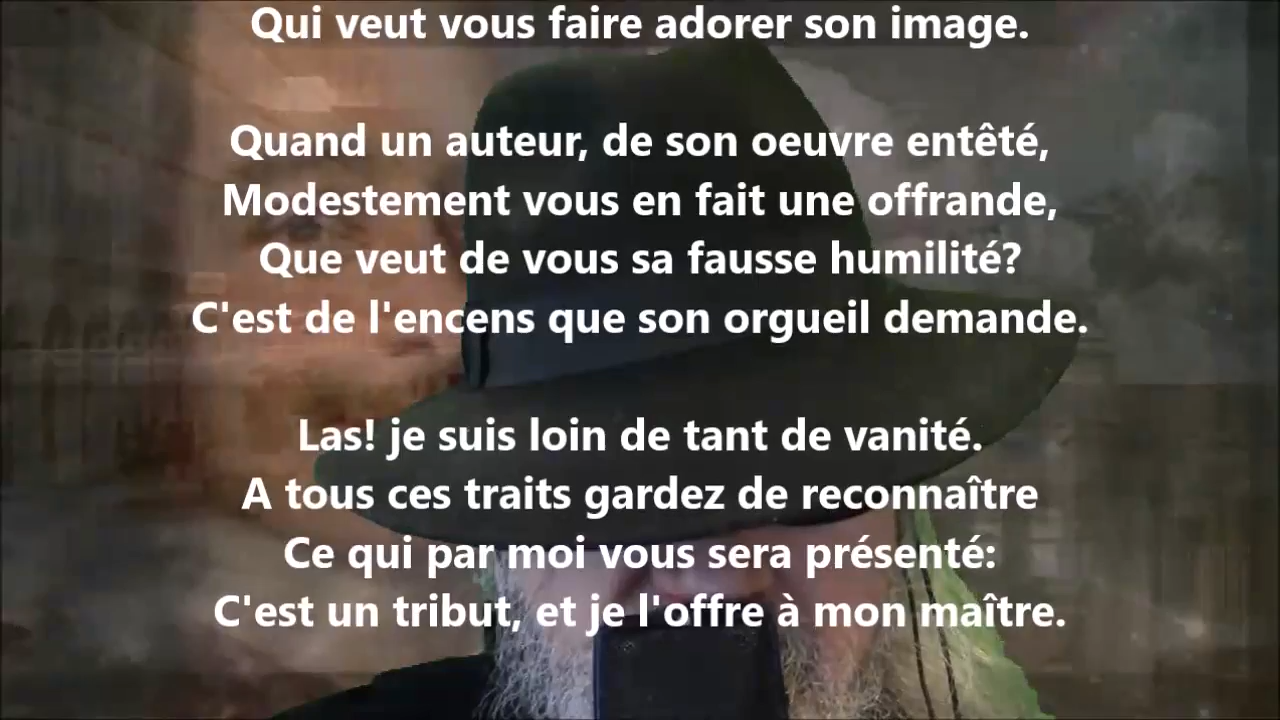 Qui veut vous faire adorer son image.
Quand un auteur, de son oeuvre entêté,
Modestement vous en fait une offrande,
Que veut de vous sa fausse humilité?
C'est de l'encens que son orgueil demande.
Las! je suis loin de tant de vanité.
A tous ces traits gardez de reconnaître
Ce qui par moi vous sera présenté:
C'est un tribut, et je l'offre à mon maître.